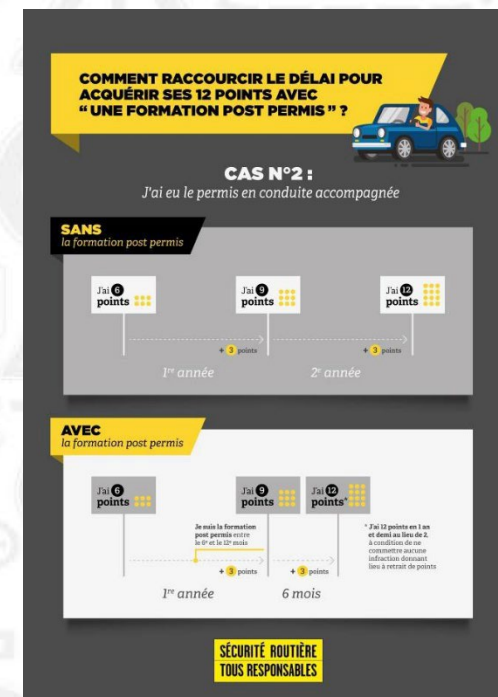 COMMENT RACCOURCIR LE DÉLAI POUR
ACQUÉRIR SES 12 POINTS AVEC
“ UNE FORMATION POST PERMIS ” ?
CAS N°2 :
J'ai eu le permis en conduite accompagnée
SANS
la formation post permis
J'ai 6
points
J'ai 9
points
J'ai 12
points
+ 3 points
+ 3 points
1re année
2e année
AVEC
la formation post permis
J'ai 6
points
J'ai 9
points
J'ai 12
points*
Je suis la formation
post permis entre
le 6e et le 12e mois
* J'ai 12 points en 1 an
et demi au lieu de 2,
à condition de ne
commettre aucune
infraction donnant
lieu à retrait de points
+ 3 points
+ 3 points
1re année
6 mois
SÉCURITÉ ROUTIÈRE
TOUS RESPONSABLES